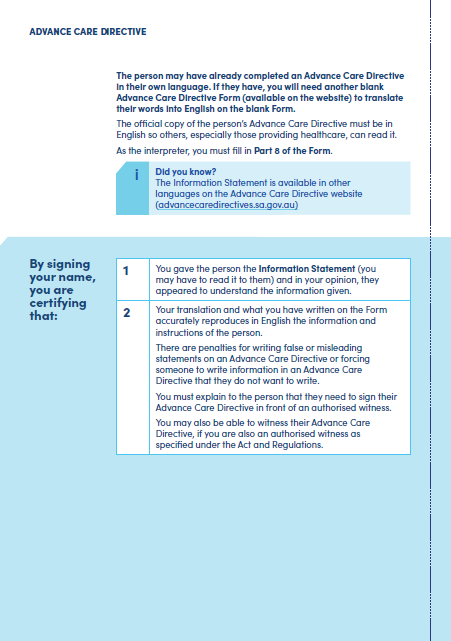 ADVANCE CARE DIRECTIVE
The person may have already completed an Advance Care Directive
in their own language. If they have, you will need another blank
Advance Care Directive Form (available on the website) to translate
their words into English on the blank Form.
The official copy of the person's Advance Care Directive must be in
English so others, especially those providing healthcare, can read it.
As the interpreter, you must fill in Part 8 of the Form.
i
Did you know?
The Information Statement is available in other
languages on the Advance Care Directive website
(advancecaredirectives.sa.gov.au)
By signing
your name,
you are
certifying
that:
1
You gave the person the Information Statement (you
may have to read it to them) and in your opinion, they
appeared to understand the information given.
2
Your translation and what you have written on the Form
accurately reproduces in English the information and
instructions of the person.
There are penalties for writing false or misleading
statements on an Advance Care Directive or forcing
someone to write information in an Advance Care
Directive that they do not want to write.
You must explain to the person that they need to sign their
Advance Care Directive in front of an authorised witness.
You may also be able to witness their Advance Care
Directive, if you are also an authorised witness as
specified under the Act and Regulations.